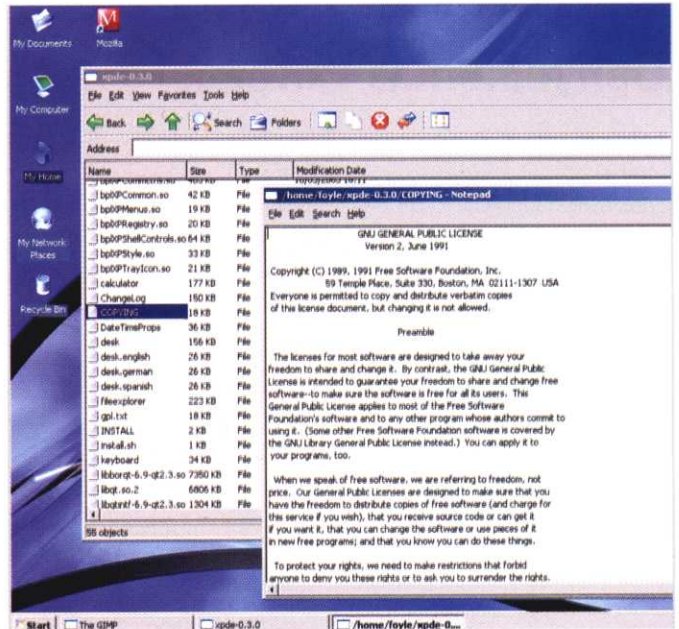 My Documents
Mozilla
My Computer
My Home
My Network
Places
Recycle Bin
xpde-0.3.0
File Edit View Favorites Tools Help
Back Search Folders
Address
Name Size Type Modification Date
bplXPCommon.so 42 KB File
bplXPMenus.so 19 KB File
bplXPRegistry.so 20 KB File
bplXPShellControls.so 64 KB File
bplXPStyle.so 33 KB File
bplXPTrayIcon.so 21 KB File
calculator 177 KB File
ChangeLog 150 KB File
COPYING 18 KB File
DateTimeProps 36 KB File
desk 156 KB File
desk.english 26 KB File
desk.german 26 KB File
desk.spanish 26 KB File
fileexplorer 223 KB File
gpl.txt 18 KB File
INSTALL 2 KB File
install.sh 1 KB File
keyboard 34 KB File
libborqt-6.9-qt2.3.so 7350 KB File
libqt.so.2 6806 KB File
libqtintf-6.9-qt2.3.so 1304 KB File
55 objects
/home/foyle/xpde-0.3.0/COPYING - Notepad
File Edit Search Help
GNU GENERAL PUBLIC LICENSE
Version 2, June 1991
Copyright (C) 1989, 1991 Free Software Foundation, Inc.
59 Temple Place, Suite 330, Boston, MA 02111-1307 USA
Everyone is permitted to copy and distribute verbatim copies
of this license document, but changing it is not allowed.
Preamble
The licenses for most software are designed to take away your
freedom to share and change it. By contrast, the GNU General Public
License is intended to guarantee your freedom to share and change free
software--to make sure the software is free for all its users. This
General Public License applies to most of the Free Software
Foundation's software and to any other program whose authors commit to
using it. (Some other Free Software Foundation software is covered by
the GNU Library General Public License instead.) You can apply it to
your programs, too.
When we speak of free software, we are referring to freedom, not
price. Our General Public Licenses are designed to make sure that you
have the freedom to distribute copies of free software (and charge for
this service if you wish), that you receive source code or can get it
if you want it, that you can change the software or use pieces of it
in new free programs; and that you know you can do these things.
To protect your rights, we need to make restrictions that forbid
anyone to deny you these rights or to ask you to surrender the rights.
Start The GIMP xpde-0.3.0 /home/foyle/xpde-0....